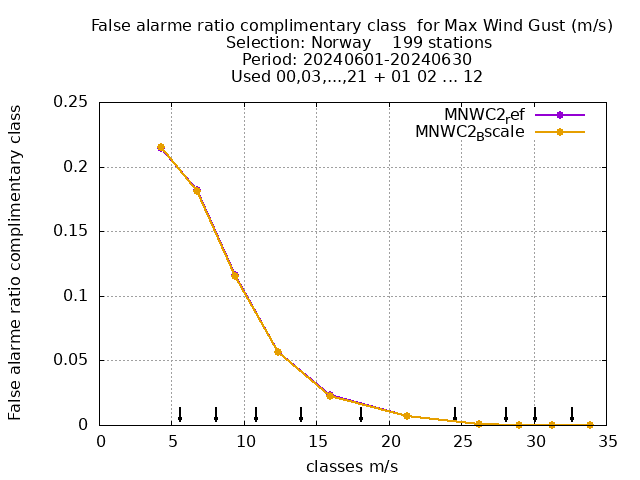 False alarme ratio complimentary class  for Max Wind Gust (m/s)
Selection: Norway    199 stations
Period: 20240601-20240630
Used 00,03,...,21 + 01 02 ... 12
False alarme ratio complimentary class
0.25
0.2
0.15
0.1
0.05
0
MNWC2ref
MNWC2Bscale
0 5 10 15 20 25 30 35
classes m/s